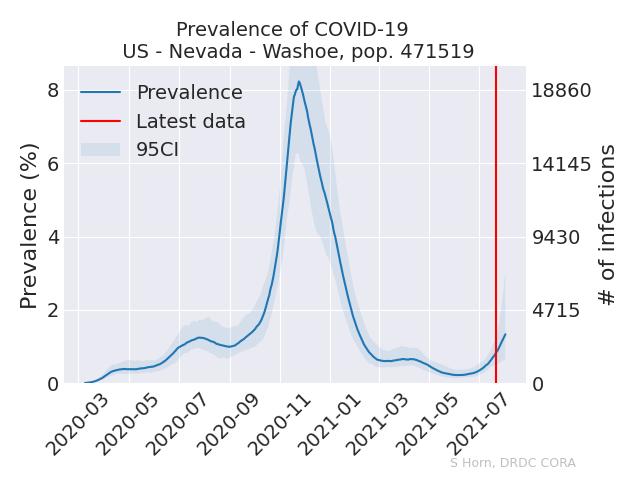 Prevalence of COVID-19
US - Nevada - Washoe, pop. 471519
Prevalence
Latest data
95CI
Prevalence (%)
8
6
4
2
0
# of infections
18860
14145
9430
4715
0
2020-03
2020-05
2020-07
2020-09
2020-11
2021-01
2021-03
2021-05
2021-07
S Horn, DRDC CORA